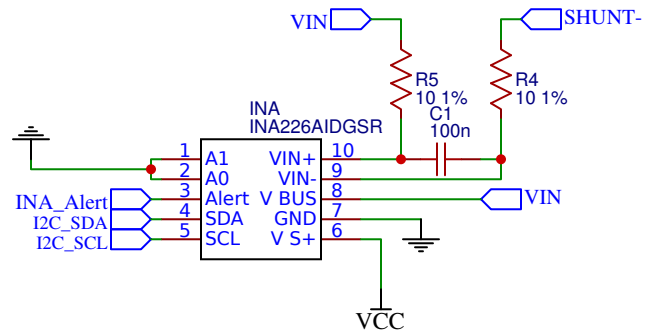 VIN
SHUNT-
R5
10 1%
R4
10 1%
C1
100n
INA
INA226AIDGSR
1 A1 VIN+ 10
2 A0 VIN- 9
INA_Alert 3 Alert V BUS 8 VIN
I2C_SDA 4 SDA GND 7
I2C_SCL 5 SCL V S+ 6
VCC